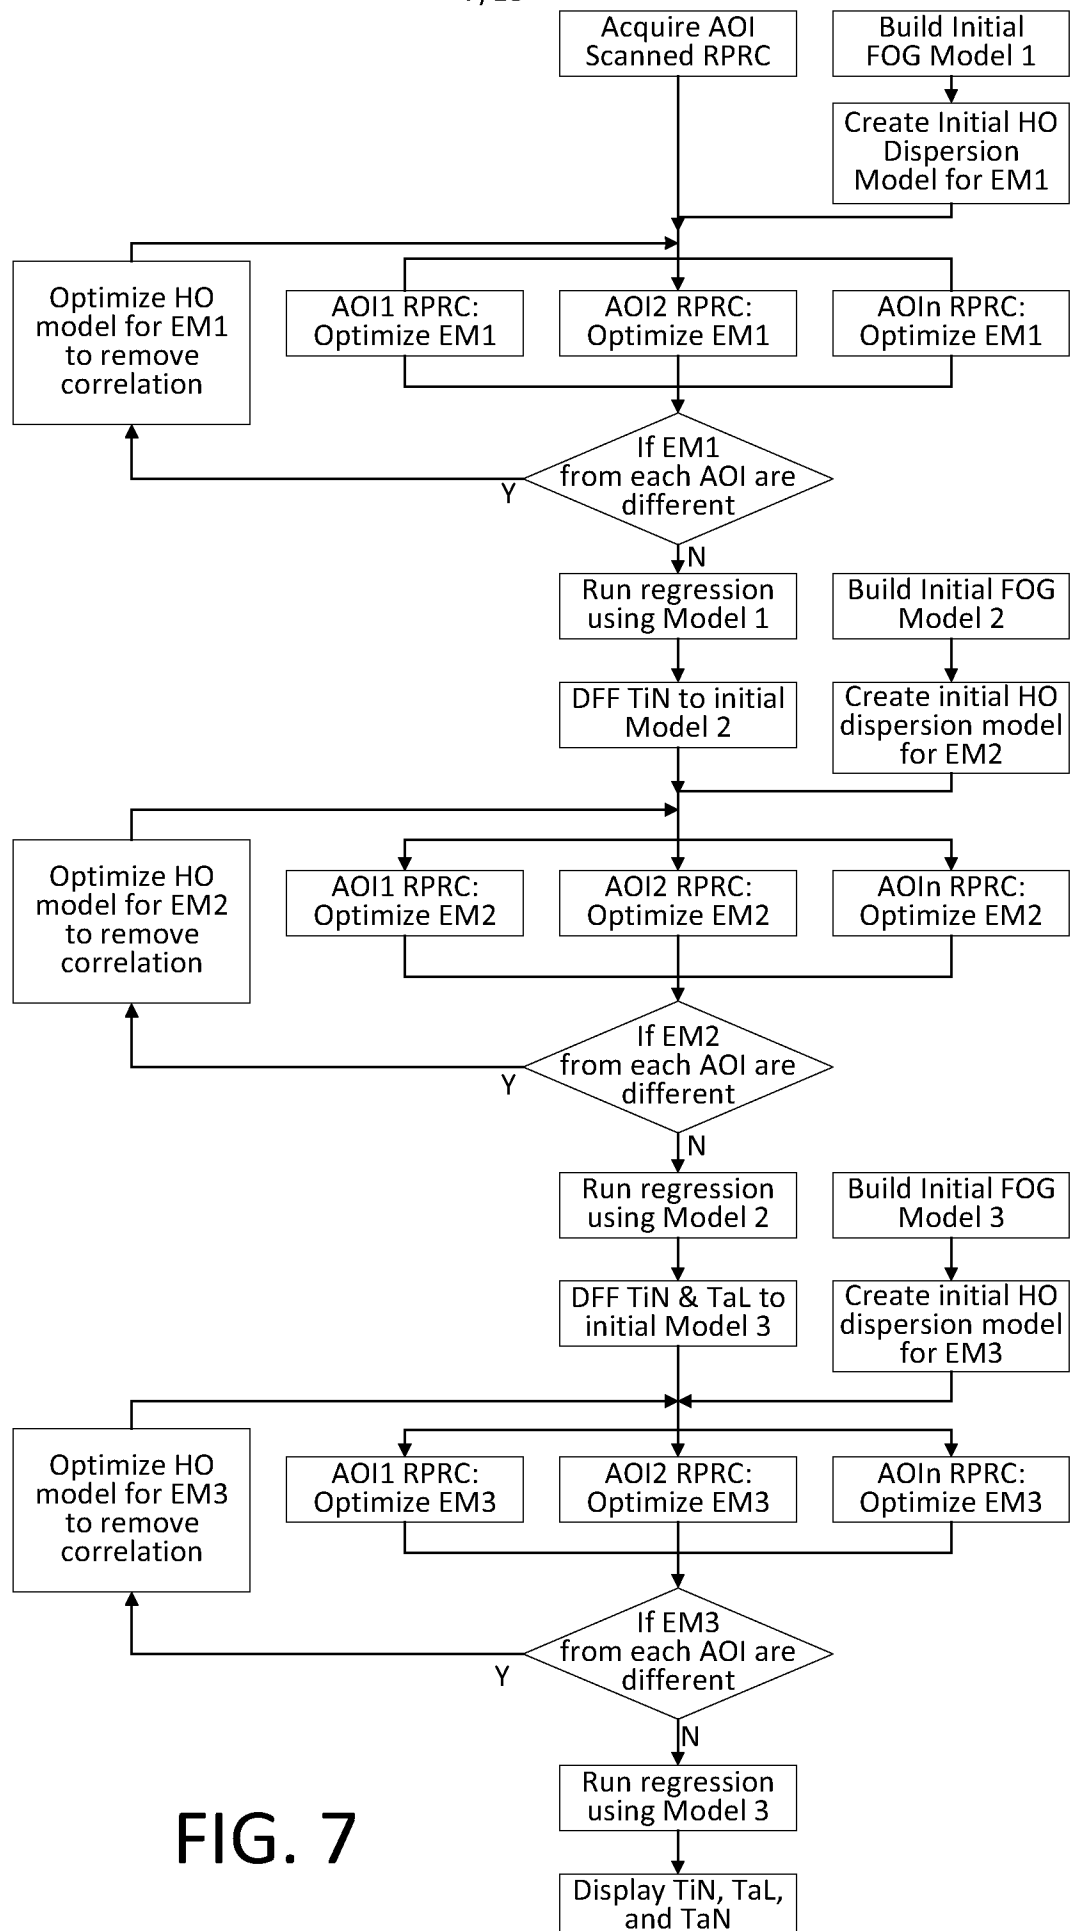 Acquire AOI
Scanned RPRC
Build Initial
FOG Model 1
Create Initial HO
Dispersion
Model for EM1
Optimize HO
model for EM1
to remove
correlation
AOI1 RPRC:
Optimize EM1
AOI2 RPRC:
Optimize EM1
AOIn RPRC:
Optimize EM1
If EM1
from each AOI are
different
Y
N
Run regression
using Model 1
Build Initial FOG
Model 2
DFF TiN to initial
Model 2
Create initial HO
dispersion model
for EM2
Optimize HO
model for EM2
to remove
correlation
AOI1 RPRC:
Optimize EM2
AOI2 RPRC:
Optimize EM2
AOIn RPRC:
Optimize EM2
If EM2
from each AOI are
different
Y
N
Run regression
using Model 2
Build Initial FOG
Model 3
DFF TiN & TaL to
initial Model 3
Create initial HO
dispersion model
for EM3
Optimize HO
model for EM3
to remove
correlation
AOI1 RPRC:
Optimize EM3
AOI2 RPRC:
Optimize EM3
AOIn RPRC:
Optimize EM3
If EM3
from each AOI are
different
Y
N
Run regression
using Model 3
Display TiN, TaL,
and TaN
FIG. 7